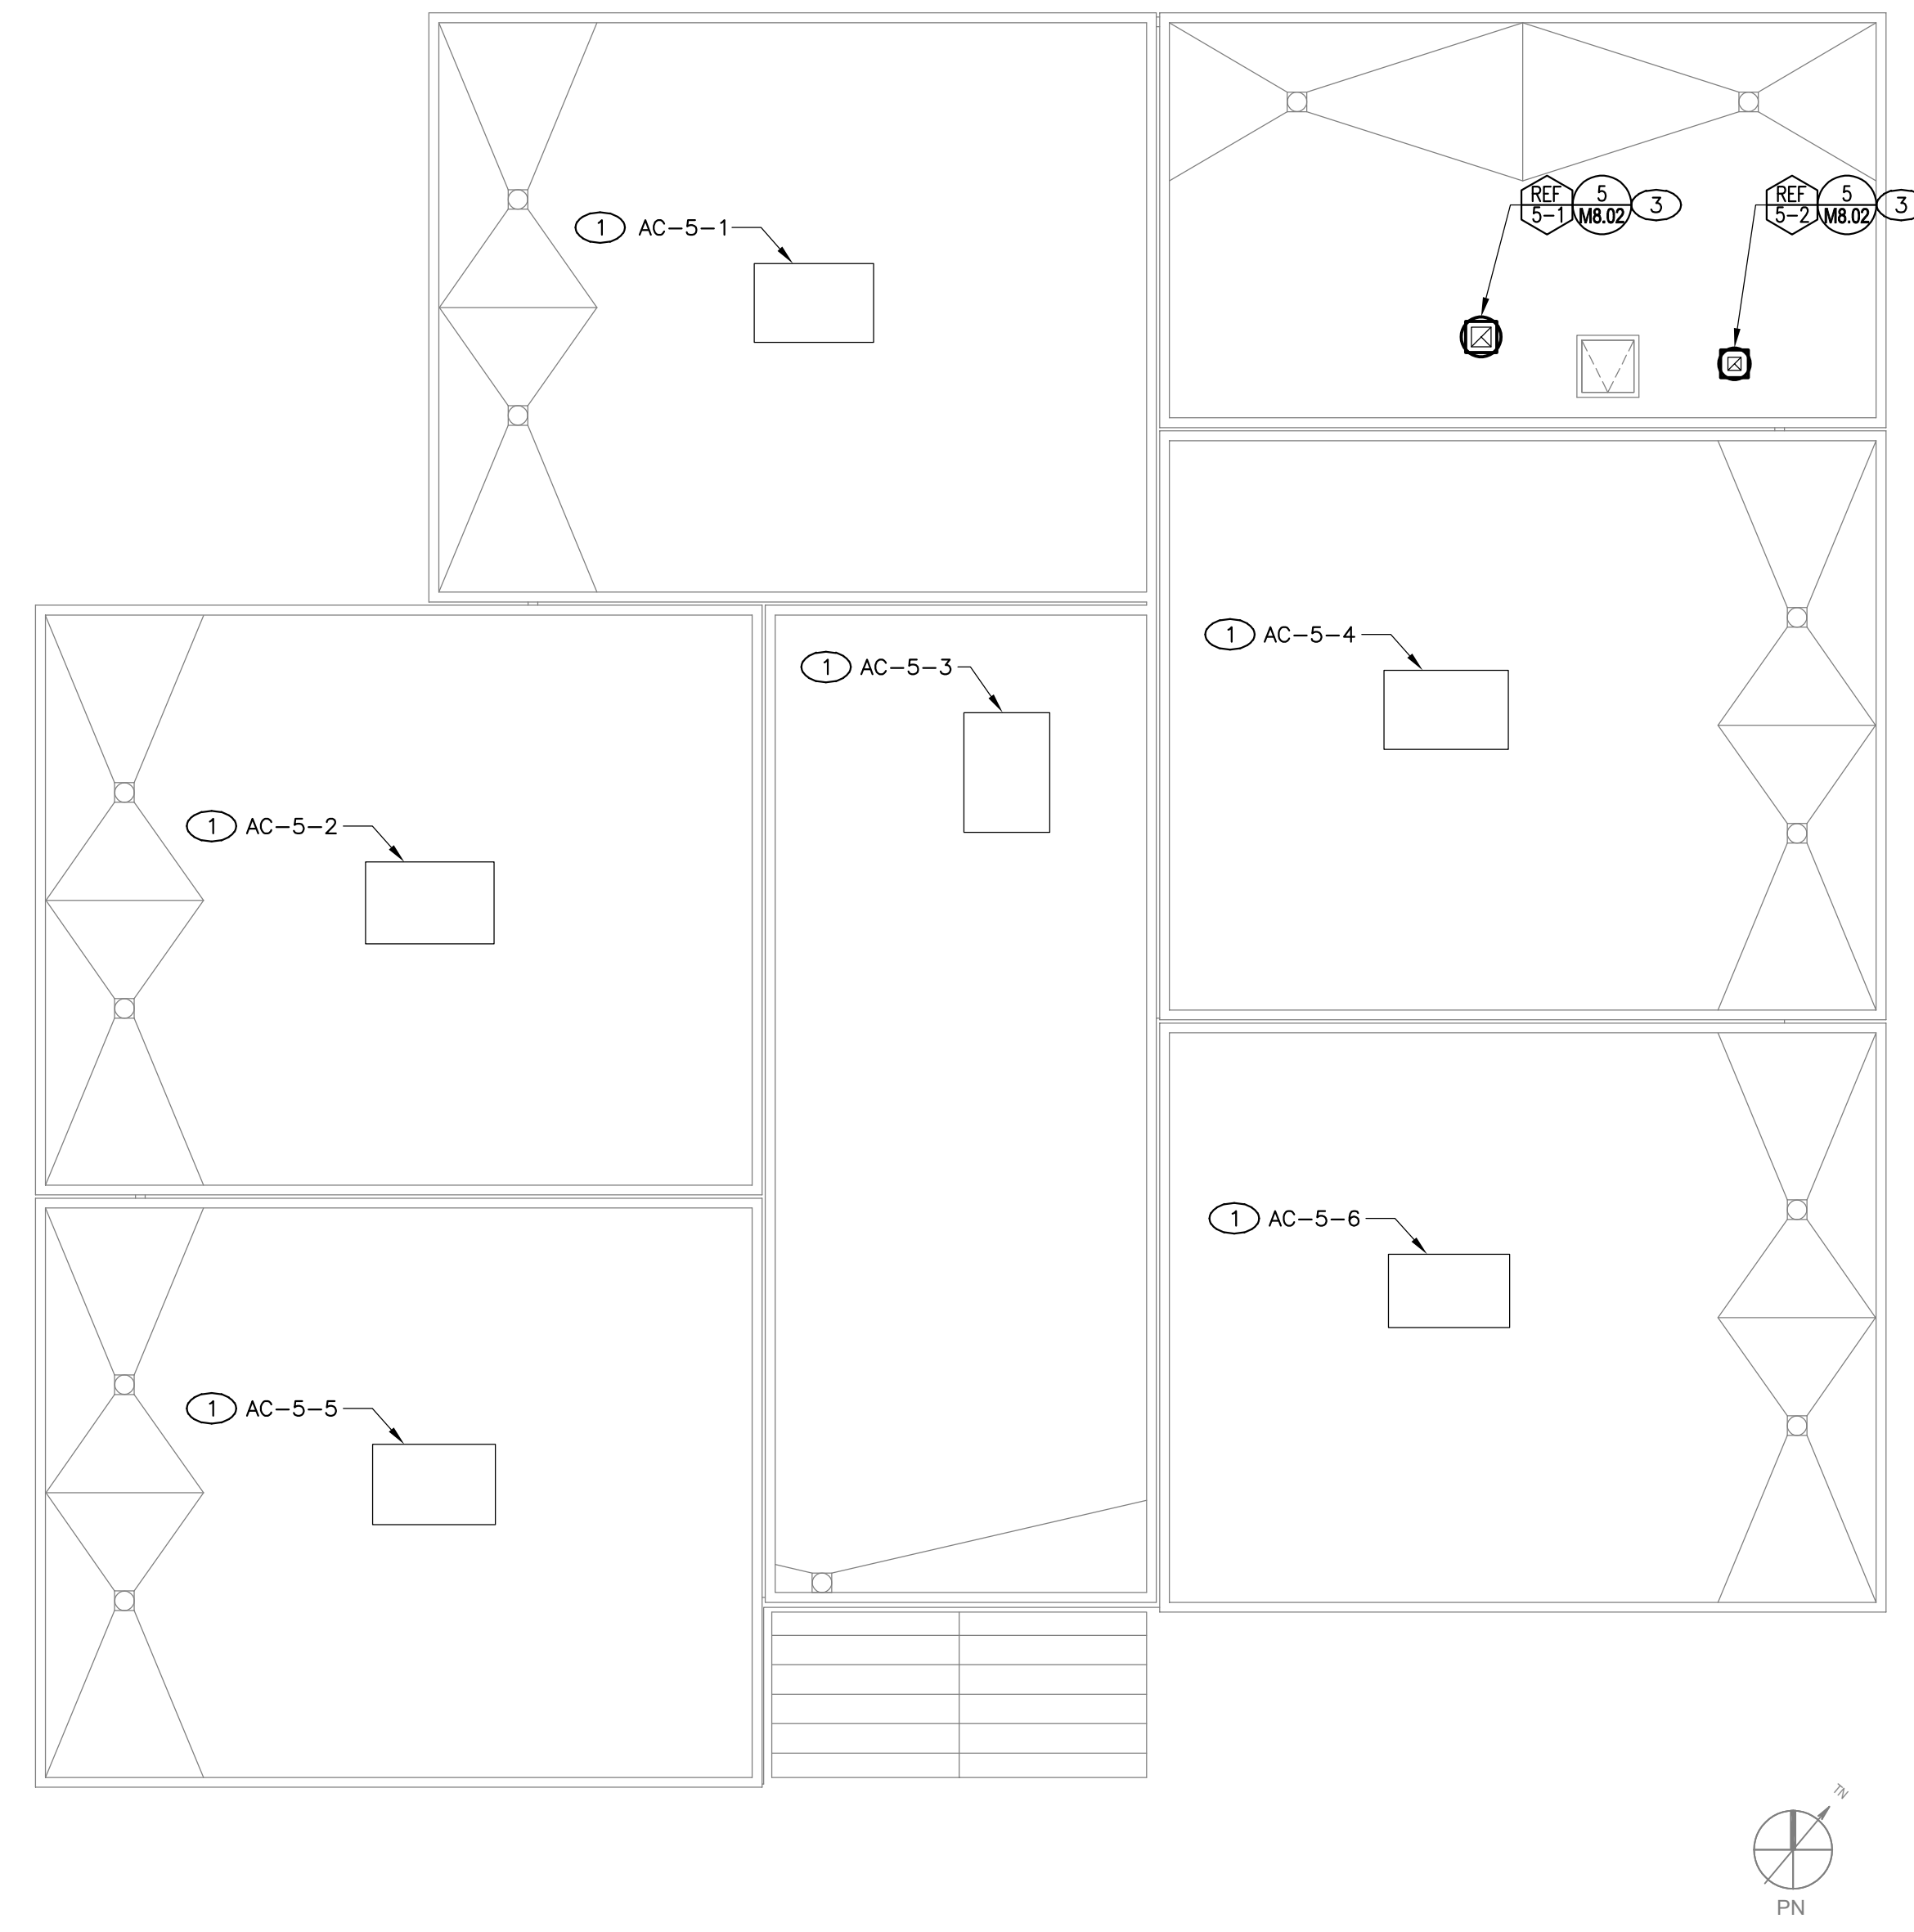 REF
5-1
5
M8.02
3
REF
5-2
5
M8.02
3
1 AC-5-1
1 AC-5-4
1 AC-5-3
1 AC-5-2
1 AC-5-6
1 AC-5-5
TN
PN